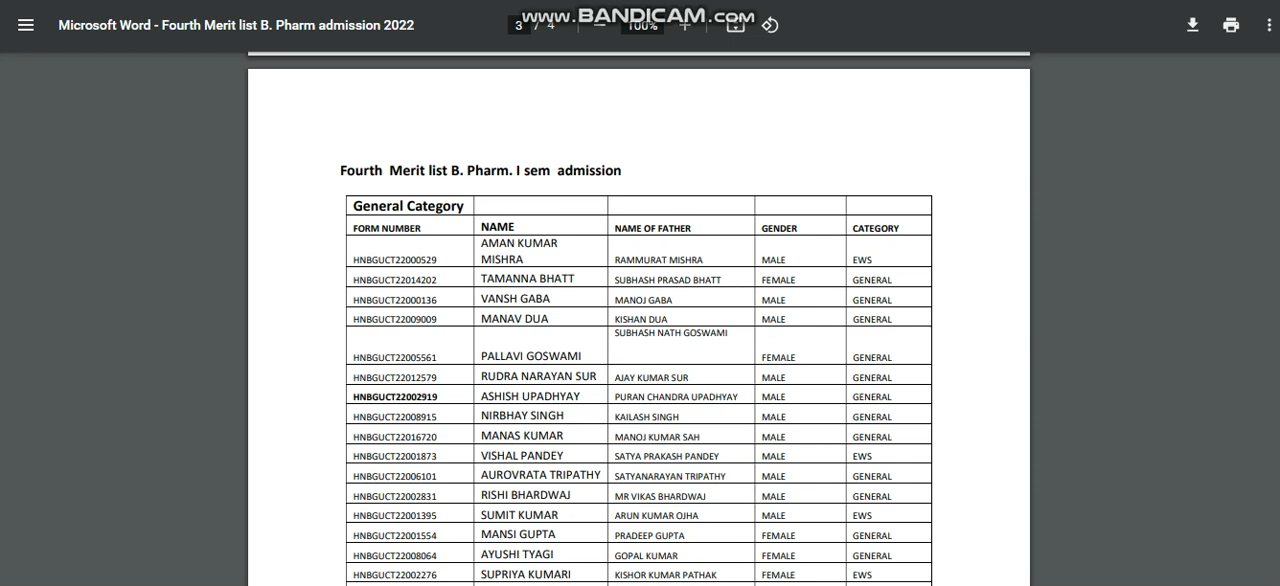 Microsoft Word - Fourth Merit list B. Pharm admission 2022
3 / 4
100%
www.BANDICAM.com
Fourth Merit list B. Pharm. I sem admission
General Category
FORM NUMBER NAME NAME OF FATHER GENDER CATEGORY
AMAN KUMAR
HNBGUCT22000529 MISHRA RAMMURAT MISHRA MALE EWS
HNBGUCT22014202 TAMANNA BHATT SUBHASH PRASAD BHATT FEMALE GENERAL
HNBGUCT22000136 VANSH GABA MANOJ GABA MALE GENERAL
HNBGUCT22009009 MANAV DUA KISHAN DUA MALE GENERAL
SUBHASH NATH GOSWAMI
HNBGUCT22005561 PALLAVI GOSWAMI FEMALE GENERAL
HNBGUCT22012579 RUDRA NARAYAN SUR AJAY KUMAR SUR MALE GENERAL
HNBGUCT22002919 ASHISH UPADHYAY PURAN CHANDRA UPADHYAY MALE GENERAL
HNBGUCT22008915 NIRBHAY SINGH KAILASH SINGH MALE GENERAL
HNBGUCT22016720 MANAS KUMAR MANOJ KUMAR SAH MALE GENERAL
HNBGUCT22001873 VISHAL PANDEY SATYA PRAKASH PANDEY MALE EWS
HNBGUCT22006101 AUROVRATA TRIPATHY SATYANARAYAN TRIPATHY MALE GENERAL
HNBGUCT22002831 RISHI BHARDWAJ MR VIKAS BHARDWAJ MALE GENERAL
HNBGUCT22001395 SUMIT KUMAR ARUN KUMAR OJHA MALE EWS
HNBGUCT22001554 MANSI GUPTA PRADEEP GUPTA FEMALE GENERAL
HNBGUCT22008064 AYUSHI TYAGI GOPAL KUMAR FEMALE GENERAL
HNBGUCT22002276 SUPRIYA KUMARI KISHOR KUMAR PATHAK FEMALE EWS